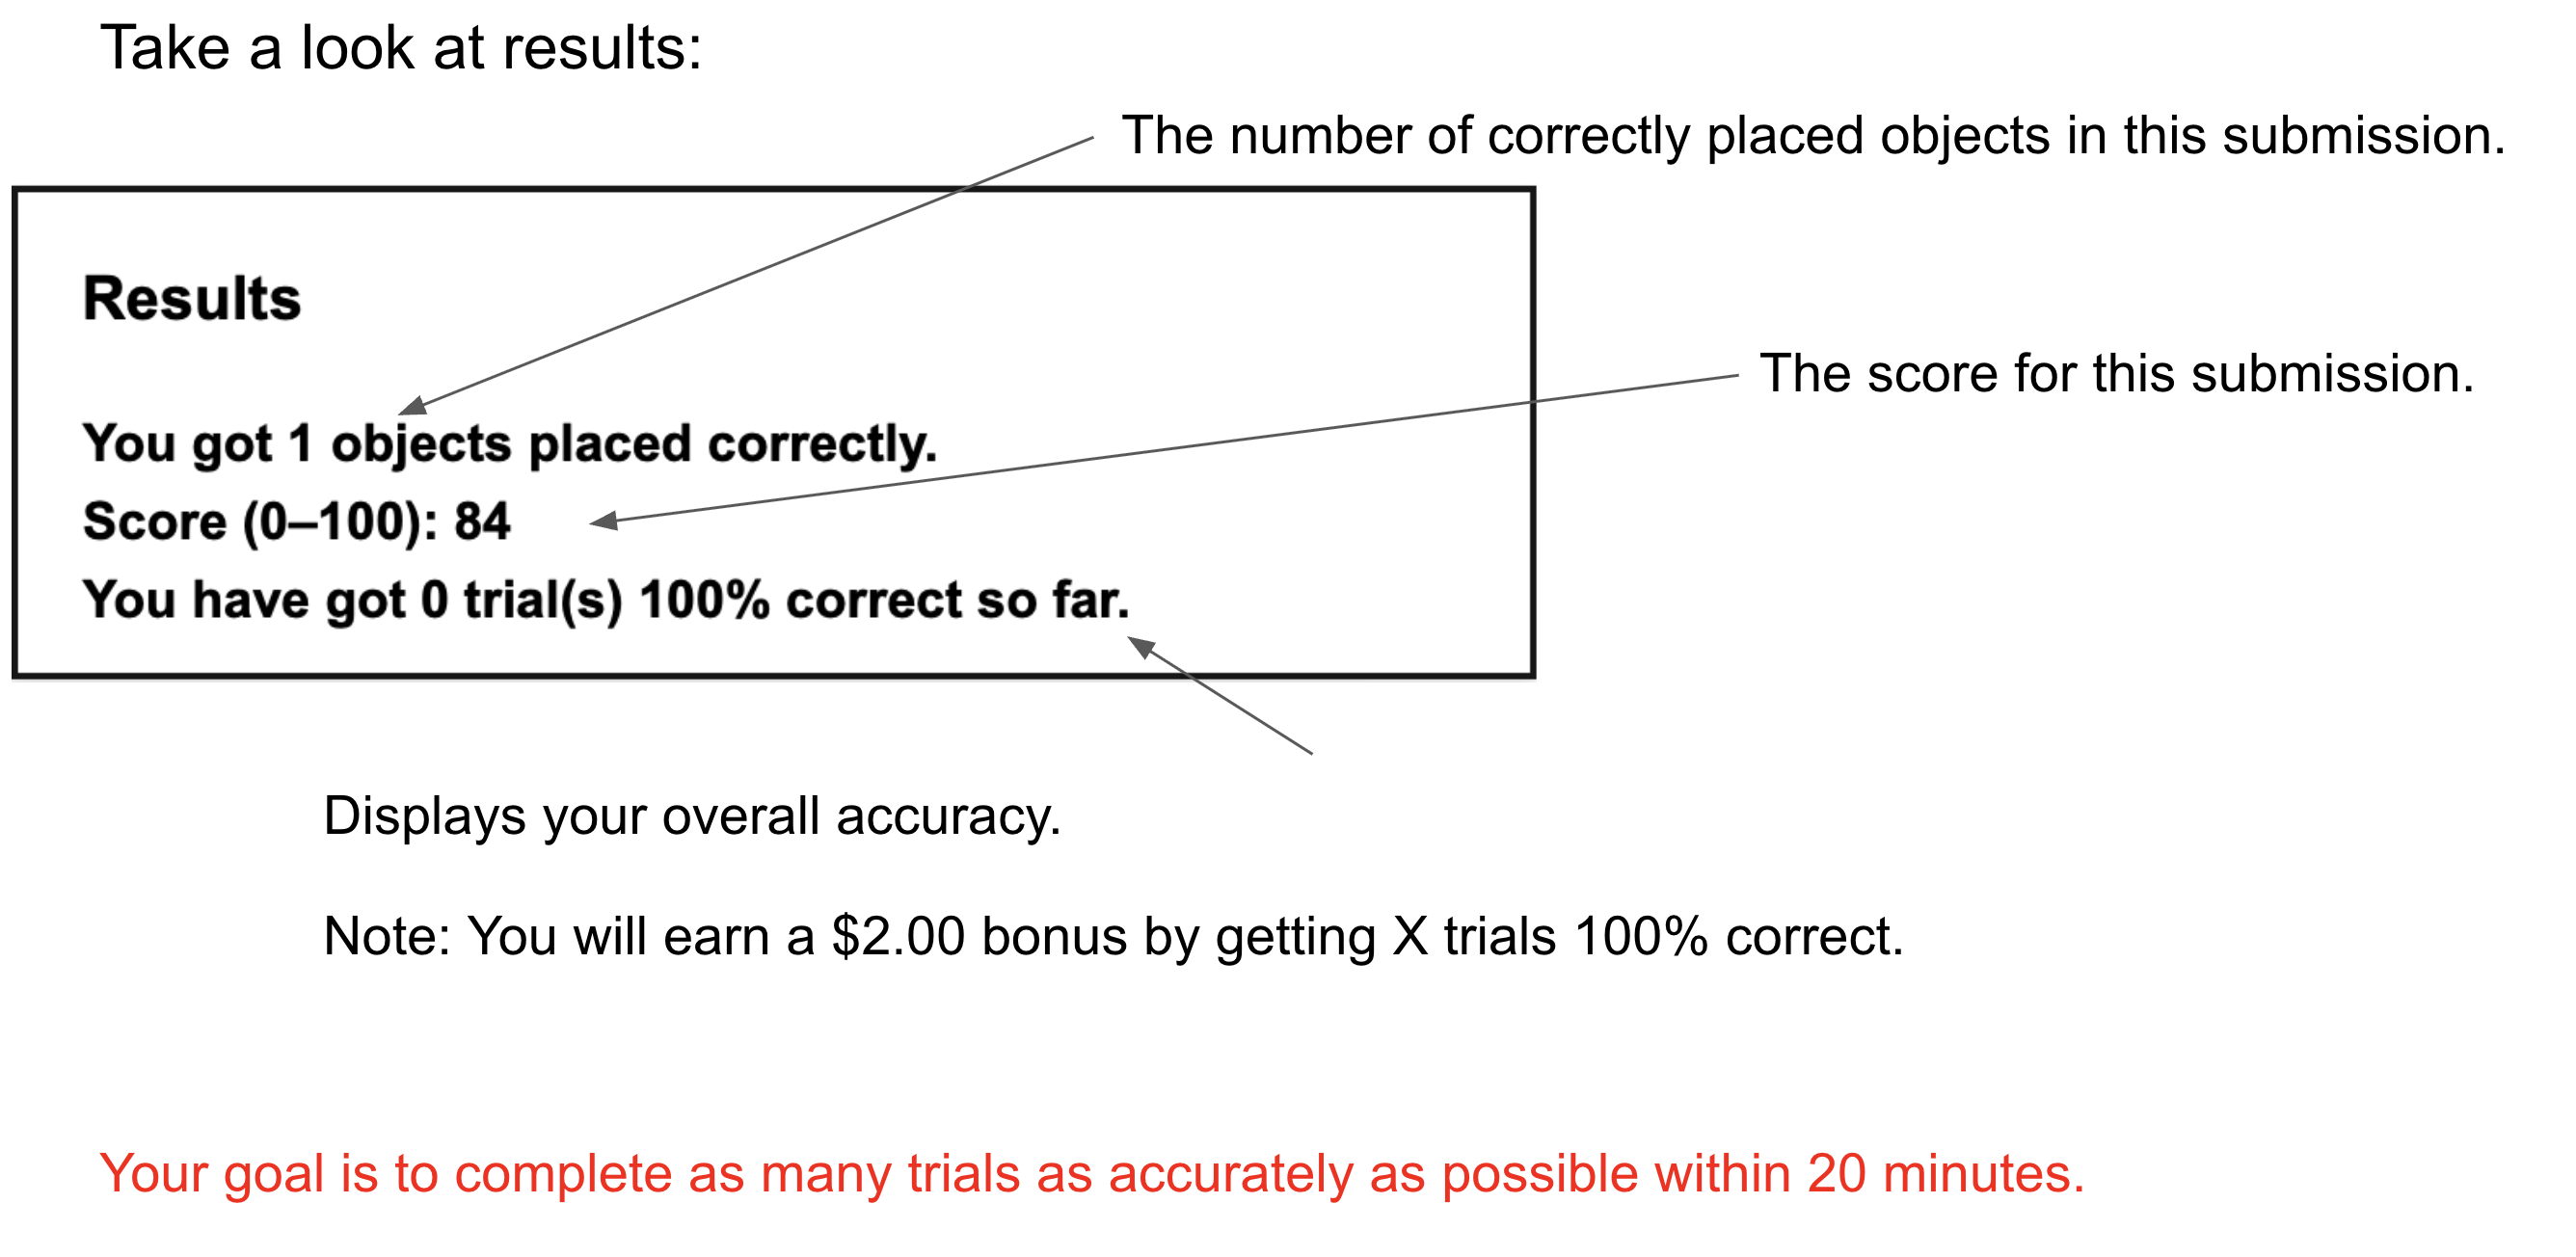 Take a look at results:
The number of correctly placed objects in this submission.
Results
The score for this submission.
You got 1 objects placed correctly.
Score (0–100): 84
You have got 0 trial(s) 100% correct so far.
Displays your overall accuracy.
Note: You will earn a $2.00 bonus by getting X trials 100% correct.
Your goal is to complete as many trials as accurately as possible within 20 minutes.